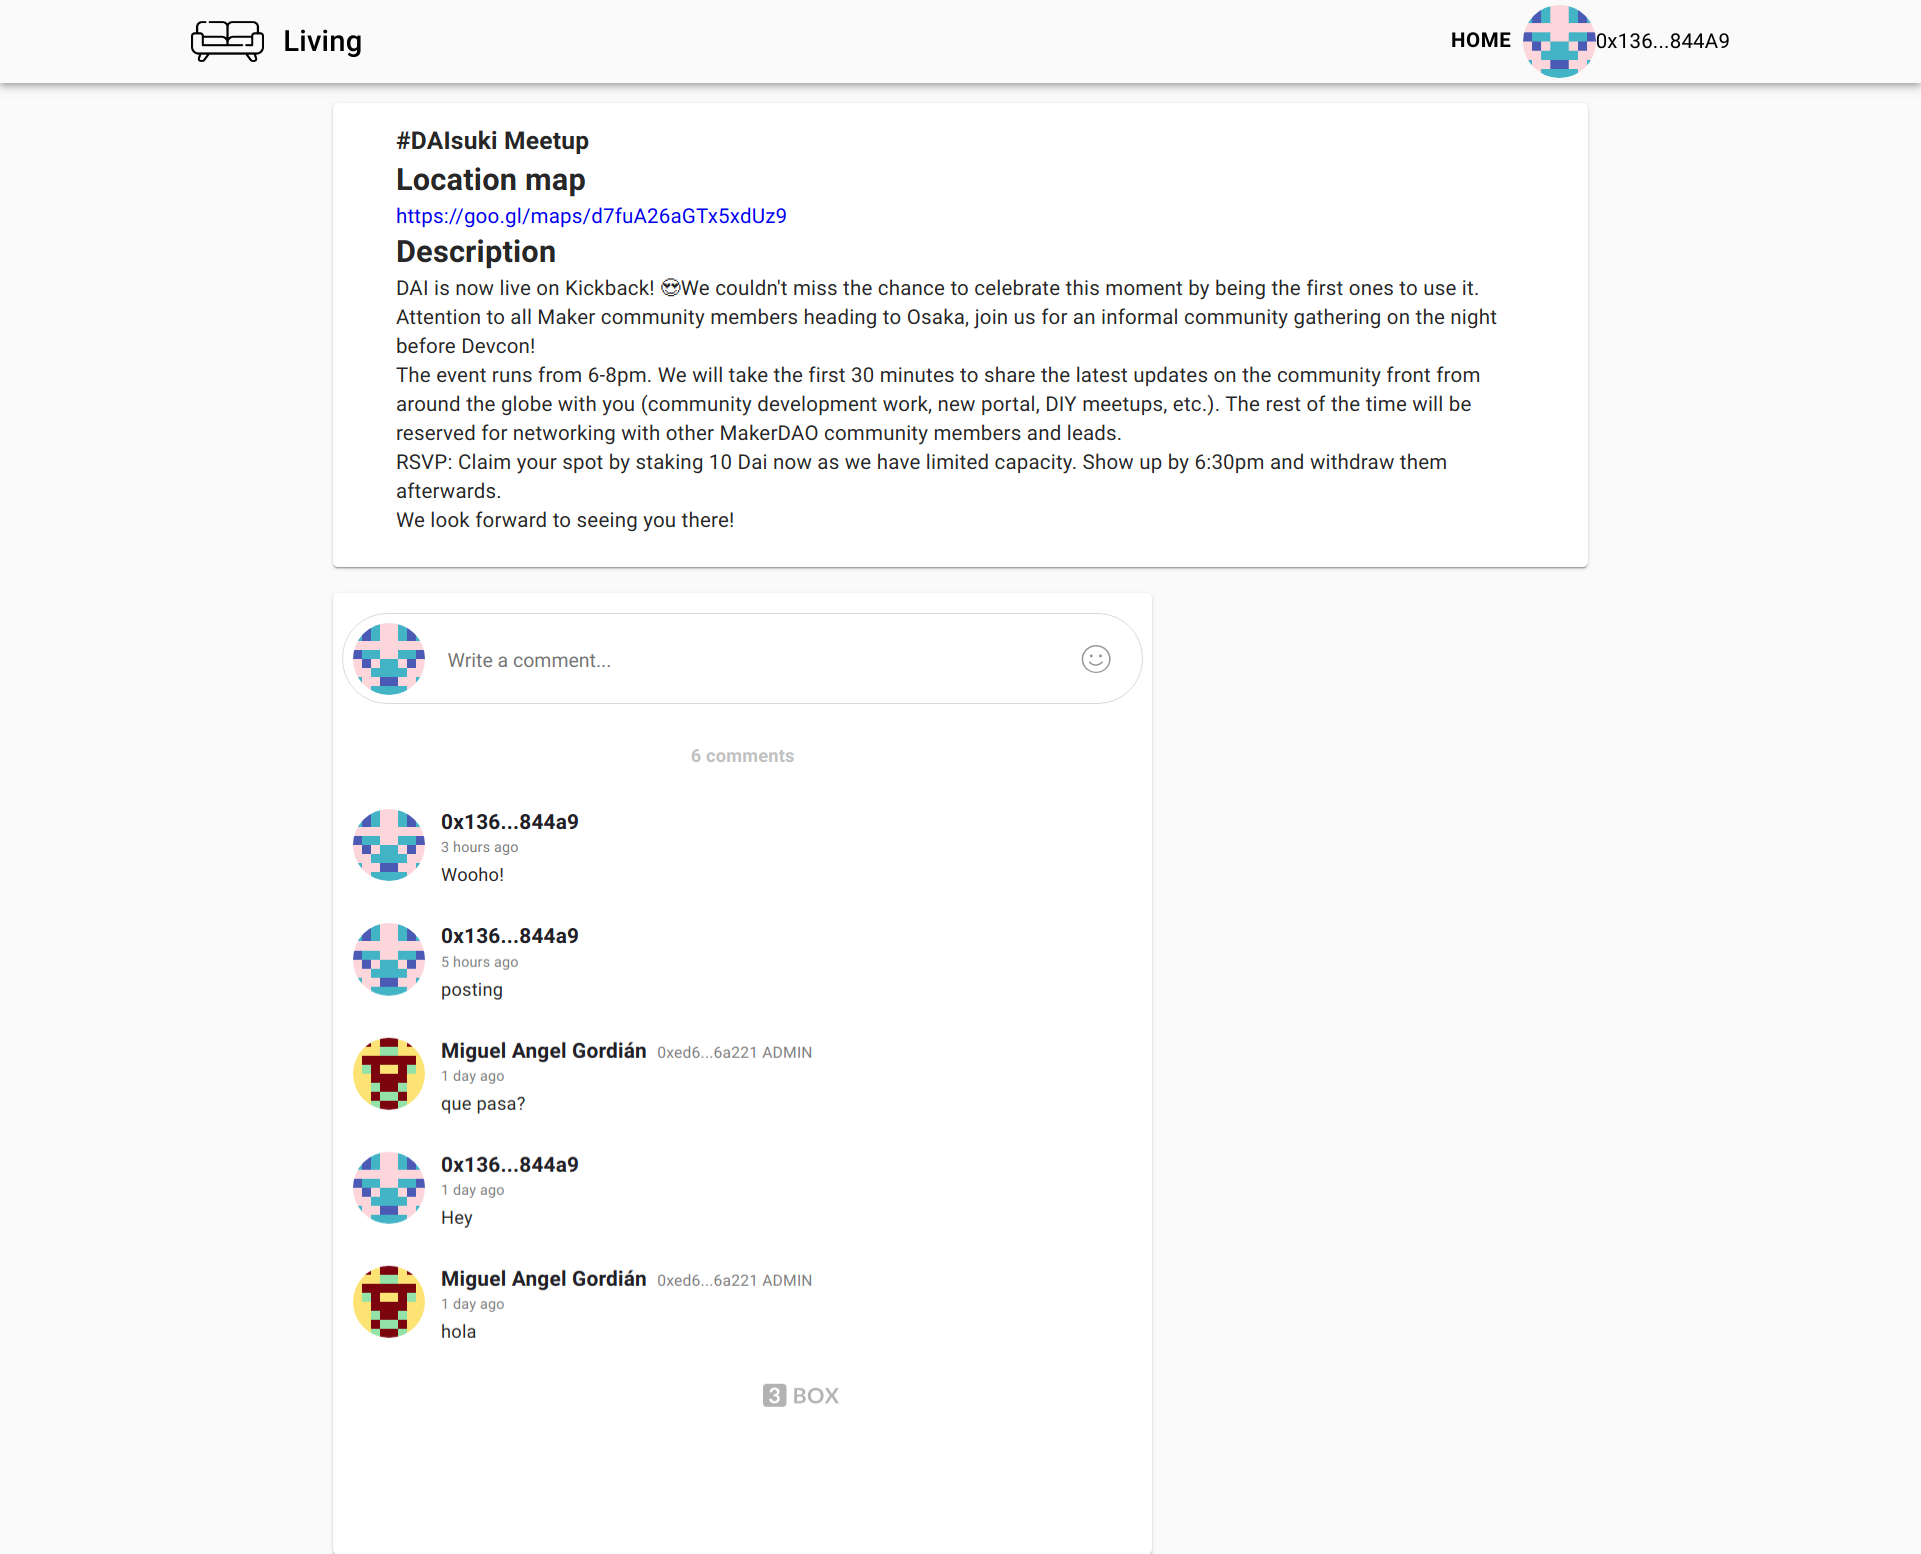 Living
HOME
0x136...844A9
#DAIsuki Meetup
Location map
https://goo.gl/maps/d7fuA26aGTx5xdUz9
Description
DAI is now live on Kickback! 😍We couldn't miss the chance to celebrate this moment by being the first ones to use it.
Attention to all Maker community members heading to Osaka, join us for an informal community gathering on the night
before Devcon!
The event runs from 6-8pm. We will take the first 30 minutes to share the latest updates on the community front from
around the globe with you (community development work, new portal, DIY meetups, etc.). The rest of the time will be
reserved for networking with other MakerDAO community members and leads.
RSVP: Claim your spot by staking 10 Dai now as we have limited capacity. Show up by 6:30pm and withdraw them
afterwards.
We look forward to seeing you there!
Write a comment...
6 comments
0x136...844a9
3 hours ago
Wooho!
0x136...844a9
5 hours ago
posting
Miguel Angel Gordián 0xed6...6a221 ADMIN
1 day ago
que pasa?
0x136...844a9
1 day ago
Hey
Miguel Angel Gordián 0xed6...6a221 ADMIN
1 day ago
hola
3 BOX